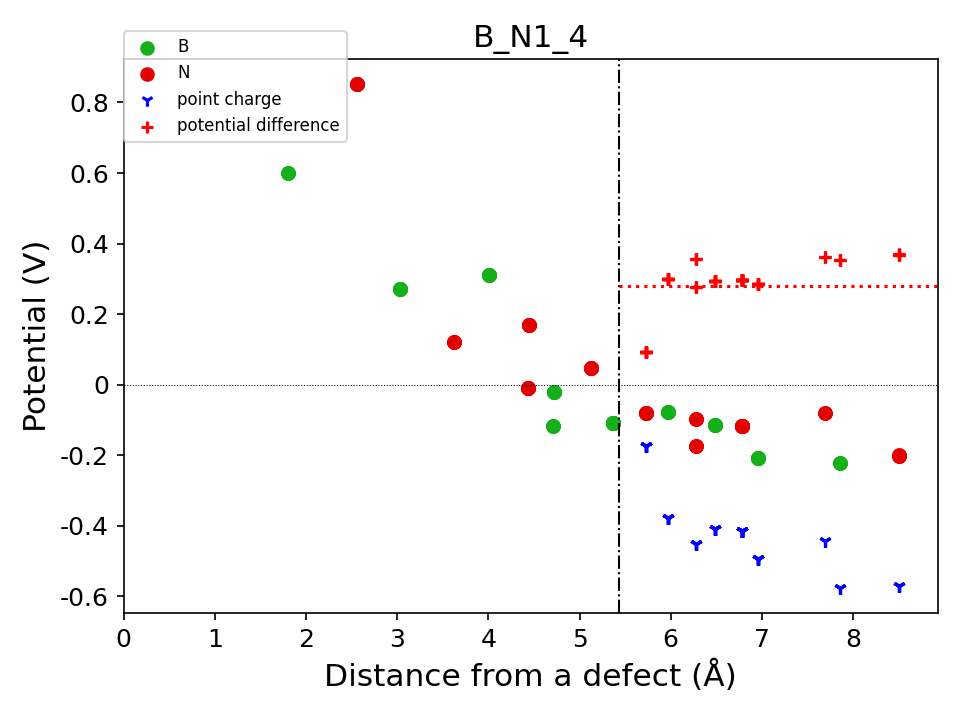 B_N1_4
B
N
point charge
potential difference
Potential (V)
0.8
0.6
0.4
0.2
0
-0.2
-0.4
-0.6
0 1 2 3 4 5 6 7 8
Distance from a defect (Å)